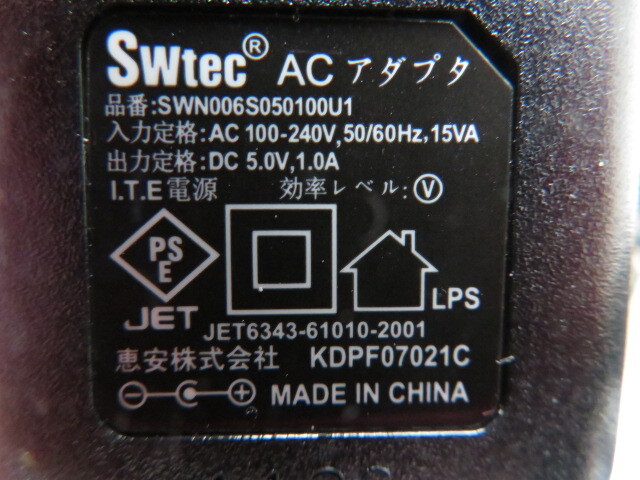 SWtec® ACアダプタ
品番:SWN006S050100U1
入力定格:AC 100-240V,50/60Hz,15VA
出力定格:DC 5.0V,1.0A
I.T.E電源 効率レベル:Ⓥ
PS
E
JET
LPS
JET6343-61010-2001
恵安株式会社 KDPF07021C
MADE IN CHINA